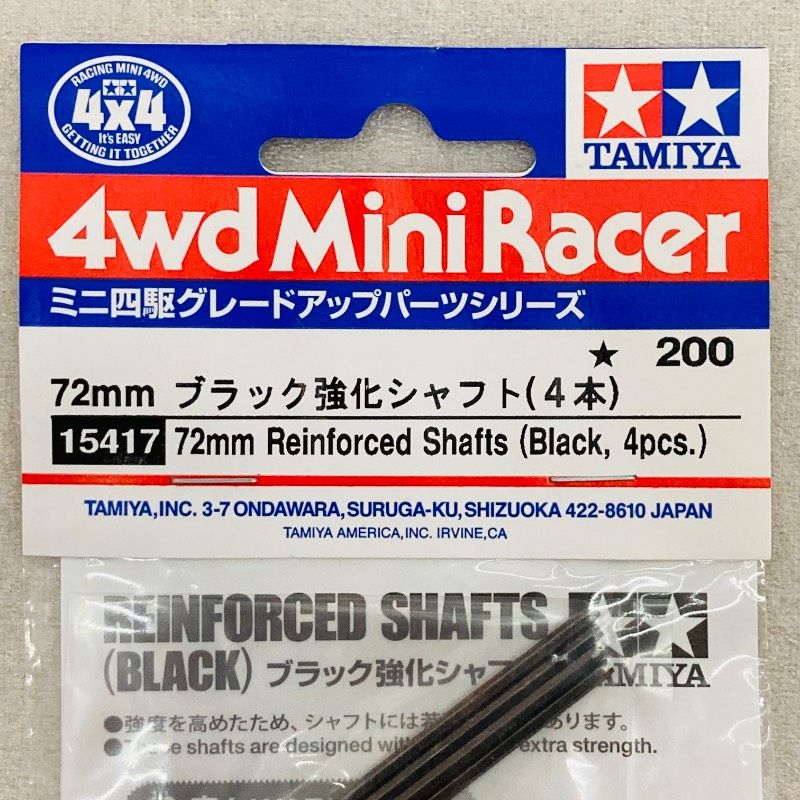 RACING MINI 4WD
4x4
It's EASY
GETTING IT TOGETHER
TAMIYA
4wd Mini Racer
ミニ四駆グレードアップパーツシリーズ
★ 200
72mm ブラック強化シャフト(4本)
15417 72mm Reinforced Shafts (Black, 4pcs.)
TAMIYA,INC. 3-7 ONDAWARA,SURUGA-KU,SHIZUOKA 422-8610 JAPAN
TAMIYA AMERICA,INC. IRVINE,CA
REINFORCED SHAFTS
(BLACK) ブラック強化シャフ
MIYA
●強度を高めたため、シャフトには若 あります。
● shafts are designed with extra strength.